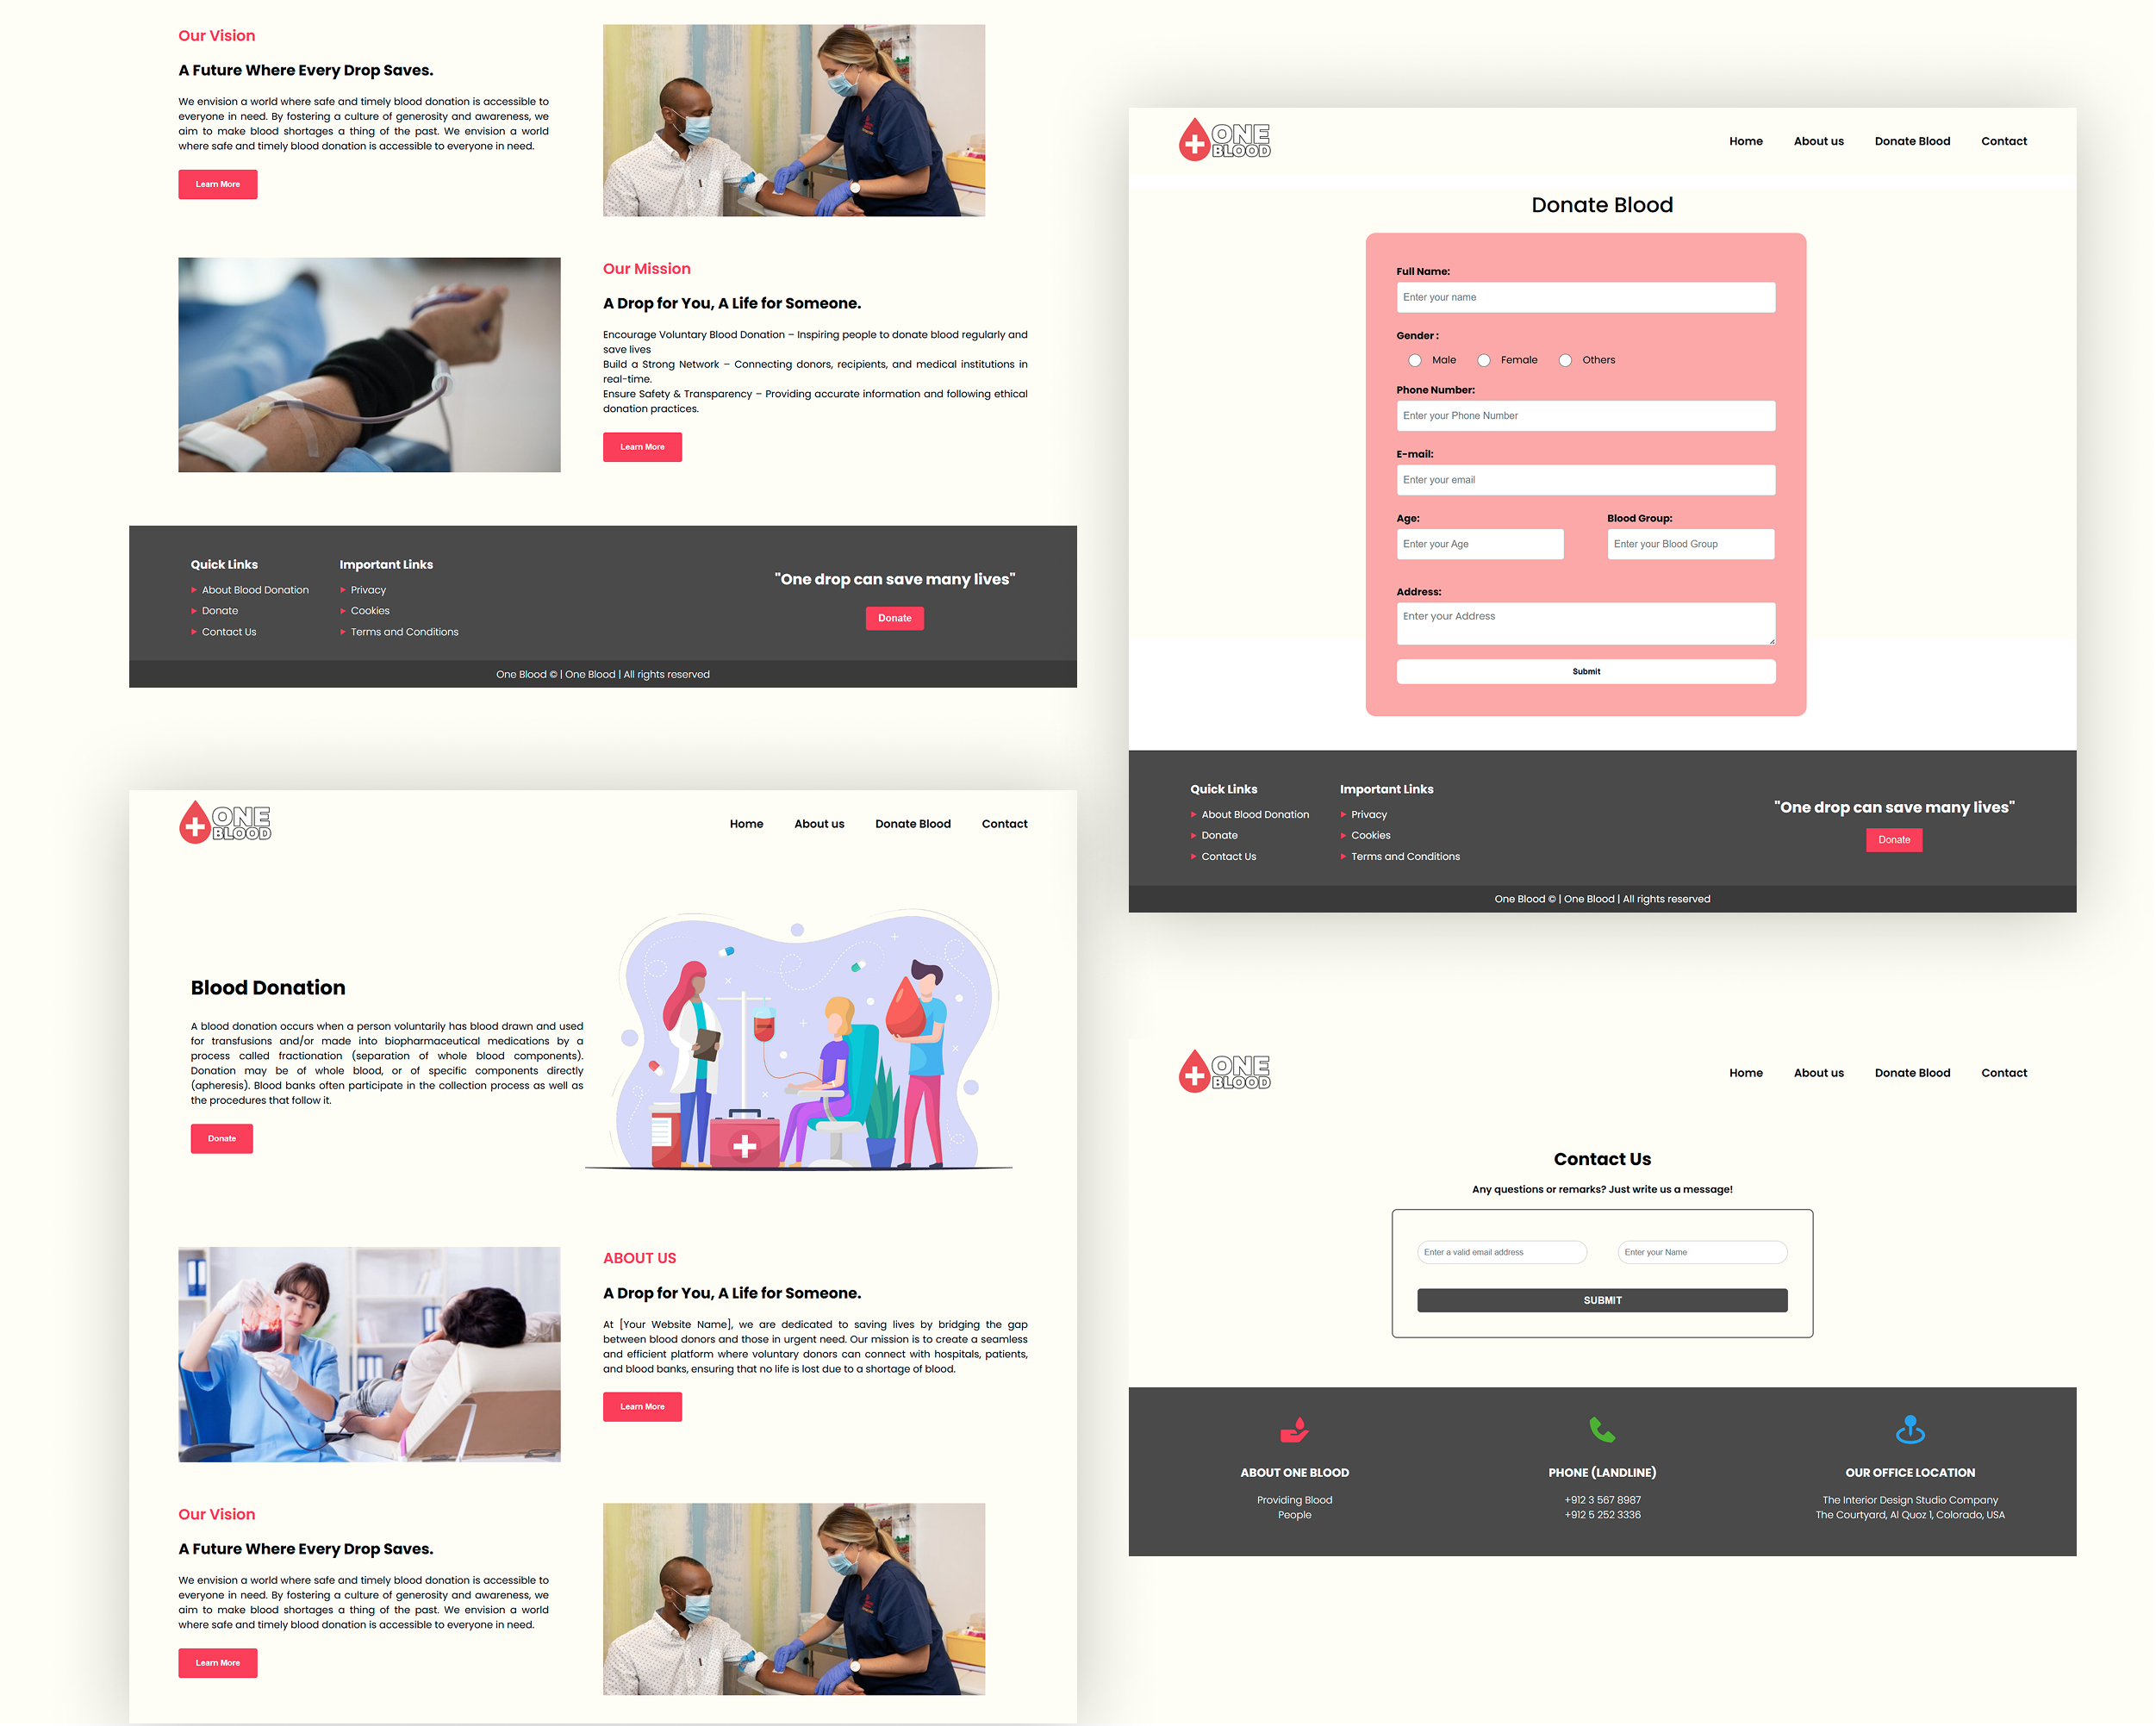 Our Vision
A Future Where Every Drop Saves.
We envision a world where safe and timely blood donation is accessible to
everyone in need. By fostering a culture of generosity and awareness, we
aim to make blood shortages a thing of the past. We envision a world
where safe and timely blood donation is accessible to everyone in need.
Learn More
Our Mission
A Drop for You, A Life for Someone.
Encourage Voluntary Blood Donation – Inspiring people to donate blood regularly and
save lives
Build a Strong Network – Connecting donors, recipients, and medical institutions in
real-time.
Ensure Safety & Transparency – Providing accurate information and following ethical
donation practices.
Learn More
Quick Links
About Blood Donation
Donate
Contact Us
Important Links
Privacy
Cookies
Terms and Conditions
"One drop can save many lives"
Donate
One Blood © | One Blood | All rights reserved
ONE
BLOOD
Home About us Donate Blood Contact
Blood Donation
A blood donation occurs when a person voluntarily has blood drawn and used
for transfusions and/or made into biopharmaceutical medications by a
process called fractionation (separation of whole blood components).
Donation may be of whole blood, or of specific components directly
(apheresis). Blood banks often participate in the collection process as well as
the procedures that follow it.
Donate
ABOUT US
A Drop for You, A Life for Someone.
At [Your Website Name], we are dedicated to saving lives by bridging the gap
between blood donors and those in urgent need. Our mission is to create a seamless
and efficient platform where voluntary donors can connect with hospitals, patients,
and blood banks, ensuring that no life is lost due to a shortage of blood.
Learn More
Our Vision
A Future Where Every Drop Saves.
We envision a world where safe and timely blood donation is accessible to
everyone in need. By fostering a culture of generosity and awareness, we
aim to make blood shortages a thing of the past. We envision a world
where safe and timely blood donation is accessible to everyone in need.
Learn More
ONE
BLOOD
Home About us Donate Blood Contact
Donate Blood
Full Name:
Enter your name
Gender :
Male Female Others
Phone Number:
Enter your Phone Number
E-mail:
Enter your email
Age: Blood Group:
Enter your Age Enter your Blood Group
Address:
Enter your Address
Submit
Quick Links
About Blood Donation
Donate
Contact Us
Important Links
Privacy
Cookies
Terms and Conditions
"One drop can save many lives"
Donate
One Blood © | One Blood | All rights reserved
ONE
BLOOD
Home About us Donate Blood Contact
Contact Us
Any questions or remarks? Just write us a message!
Enter a valid email address Enter your Name
SUBMIT
ABOUT ONE BLOOD
Providing Blood
People
PHONE (LANDLINE)
+912 3 567 8987
+912 5 252 3336
OUR OFFICE LOCATION
The Interior Design Studio Company
The Courtyard, Al Quoz 1, Colorado, USA